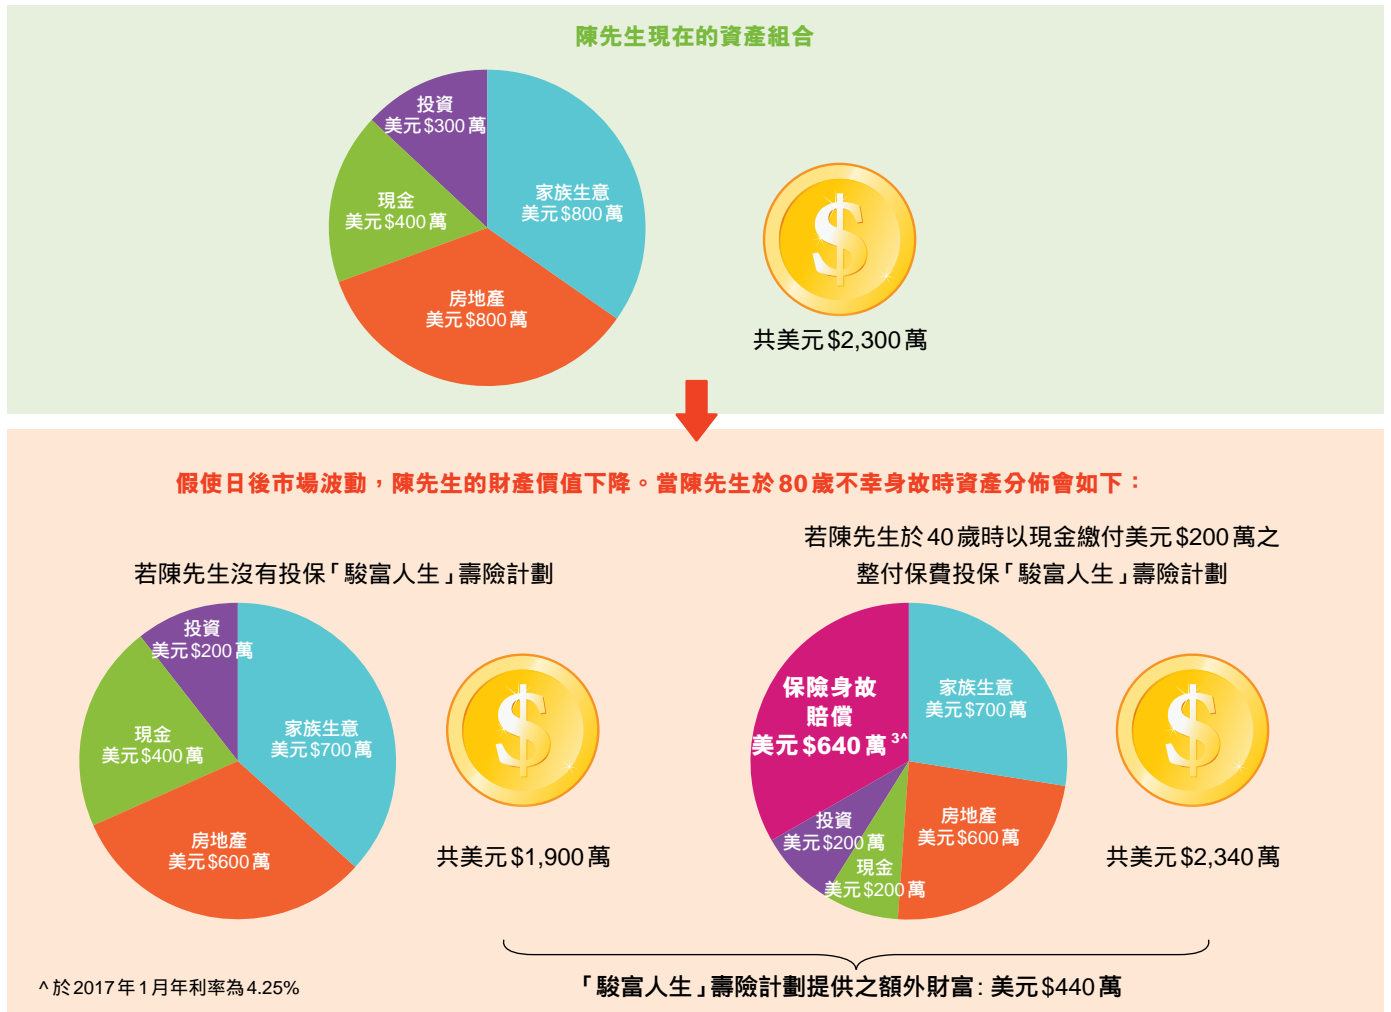 陳先生現在的資產組合
投資
美元$300萬
家族生意
美元$800萬
現金
美元$400萬
房地產
美元$800萬
$
共美元$2,300萬
假使日後市場波動，陳先生的財產價值下降。當陳先生於80歲不幸身故時資產分佈會如下：
若陳先生沒有投保「駿富人生」壽險計劃
投資
美元$200萬
家族生意
美元$700萬
現金
美元$400萬
房地產
美元$600萬
$
共美元$1,900萬
若陳先生於40歲時以現金繳付美元$200萬之
整付保費投保「駿富人生」壽險計劃
保險身故
賠償
美元$640萬3^
家族生意
美元$700萬
房地產
美元$600萬
投資
美元$200萬
現金
美元$200萬
$
共美元$2,340萬
「駿富人生」壽險計劃提供之額外財富: 美元$440萬
^於2017年1月年利率為4.25%